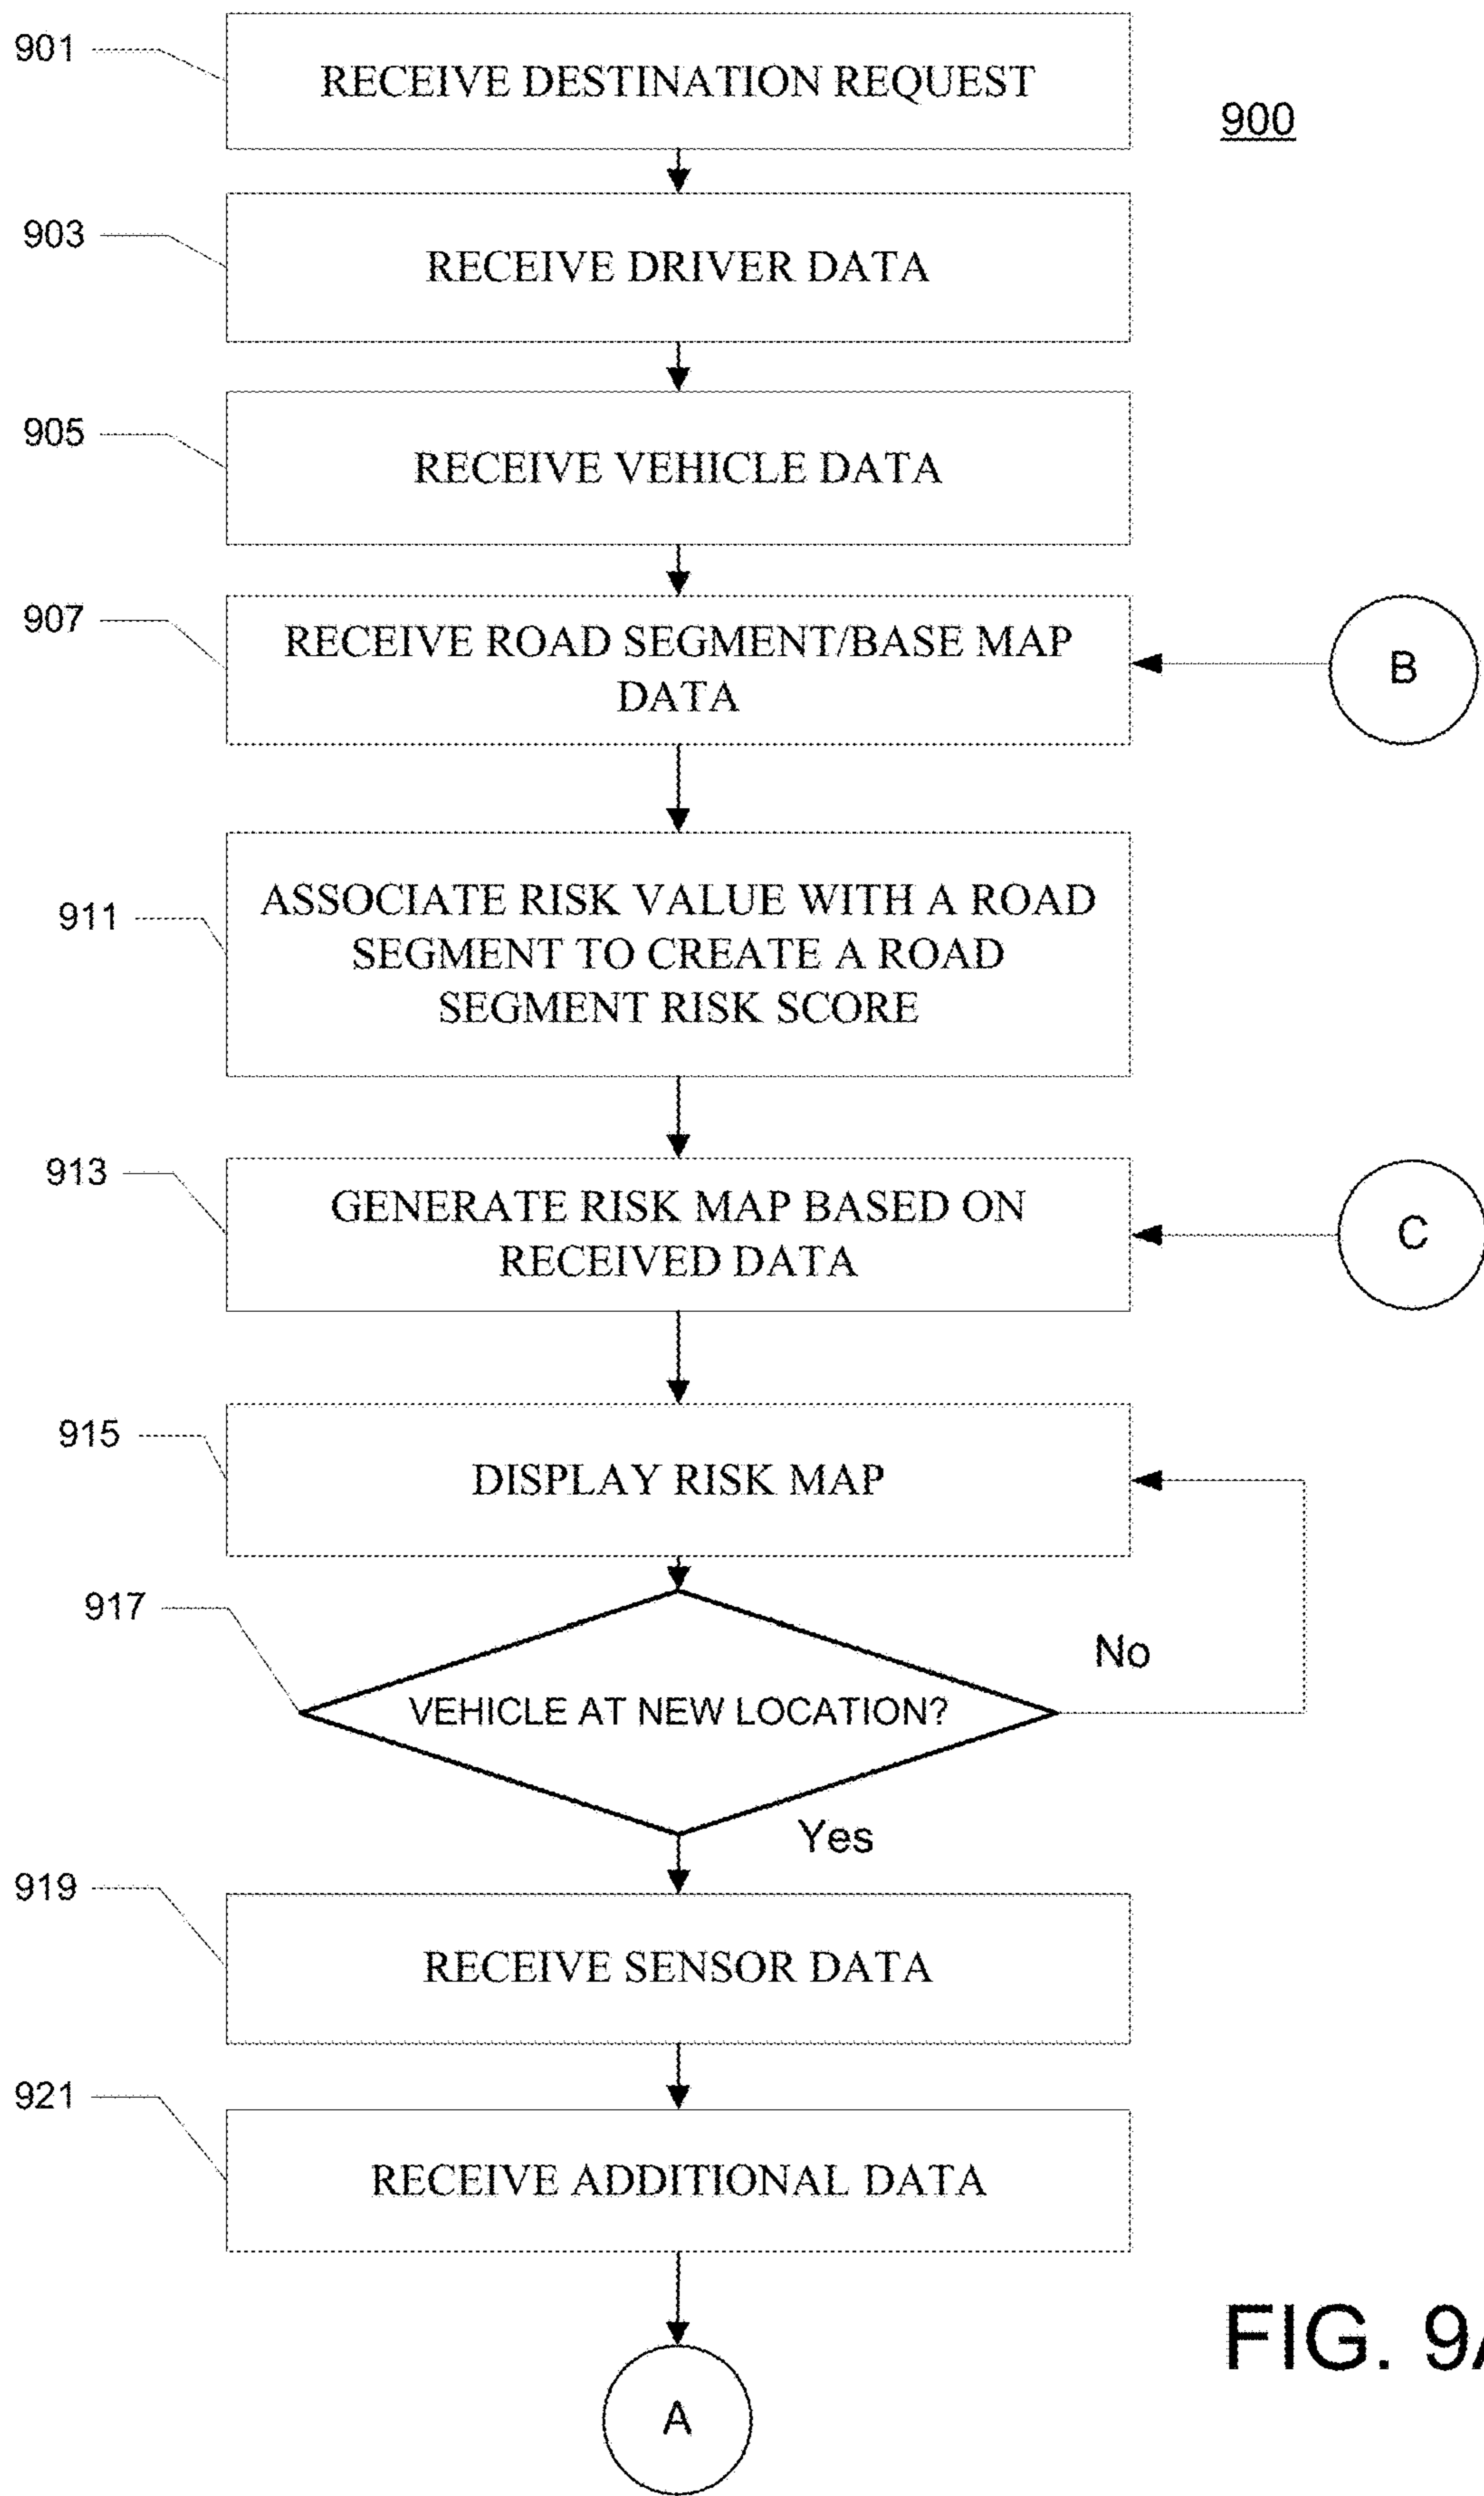 901
RECEIVE DESTINATION REQUEST
900
903
RECEIVE DRIVER DATA
905
RECEIVE VEHICLE DATA
907
RECEIVE ROAD SEGMENT/BASE MAP
DATA
B
911
ASSOCIATE RISK VALUE WITH A ROAD
SEGMENT TO CREATE A ROAD
SEGMENT RISK SCORE
913
GENERATE RISK MAP BASED ON
RECEIVED DATA
C
915
DISPLAY RISK MAP
917
VEHICLE AT NEW LOCATION?
No
Yes
919
RECEIVE SENSOR DATA
921
RECEIVE ADDITIONAL DATA
FIG. 9A
A